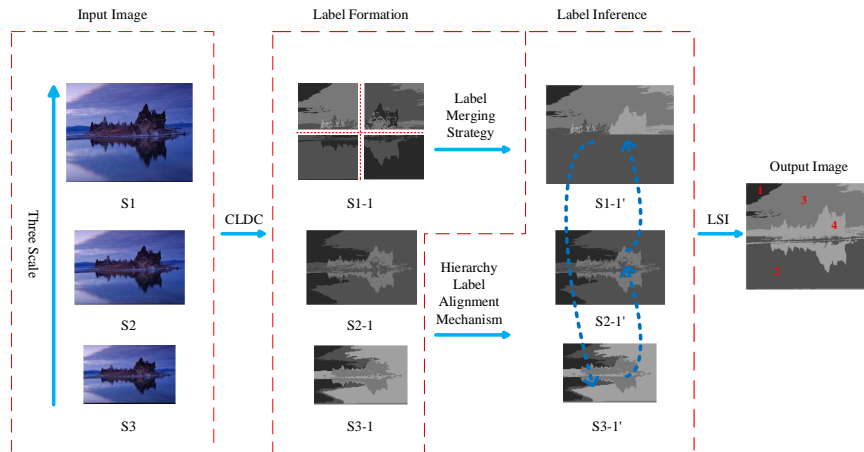 Input Image
Label Formation
Label Inference
Three Scale
S1
S2
S3
CLDC
S1-1
S2-1
S3-1
Label
Merging
Strategy
Hierarchy
Label
Alignment
Mechanism
S1-1'
S2-1'
S3-1'
LSI
Output Image
1
3
4
2